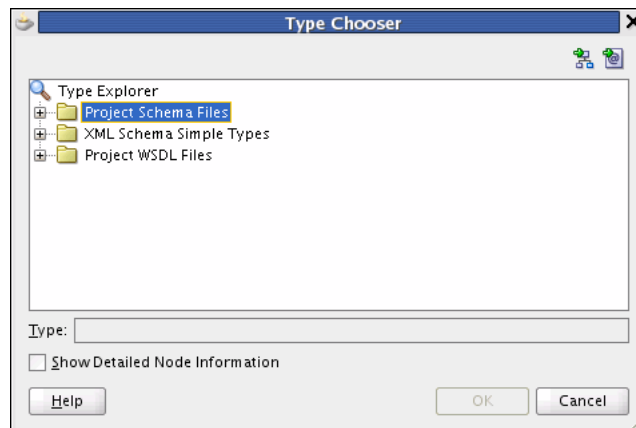 Type Chooser
Type Explorer
Project Schema Files
XML Schema Simple Types
Project WSDL Files
Type:
Show Detailed Node Information
Help
OK
Cancel